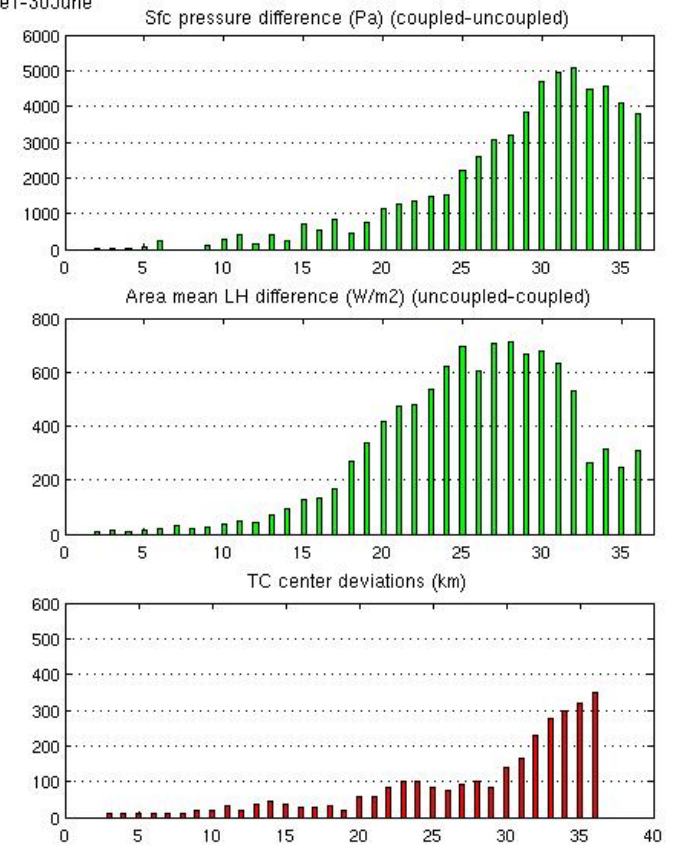 e1-30June
Sfc pressure difference (Pa) (coupled-uncoupled)
6000
5000
4000
3000
2000
1000
0
0 5 10 15 20 25 30 35
Area mean LH difference (W/m2) (uncoupled-coupled)
800
600
400
200
0
0 5 10 15 20 25 30 35
TC center deviations (km)
600
500
400
300
200
100
0
0 5 10 15 20 25 30 35 40